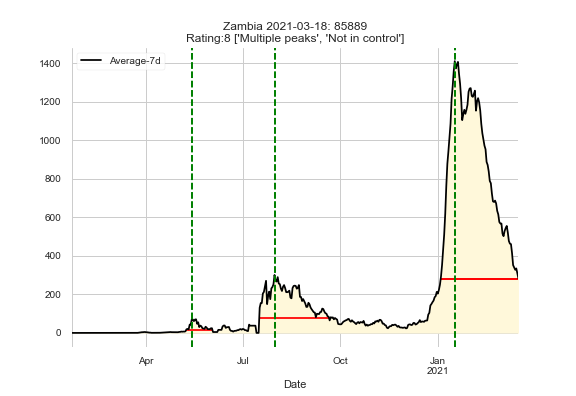 Zambia 2021-03-18: 85889
Rating:8 ['Multiple peaks', 'Not in control']
Average-7d
1400
1200
1000
800
600
400
200
0
Apr
Jul
Oct
Jan
2021
Date